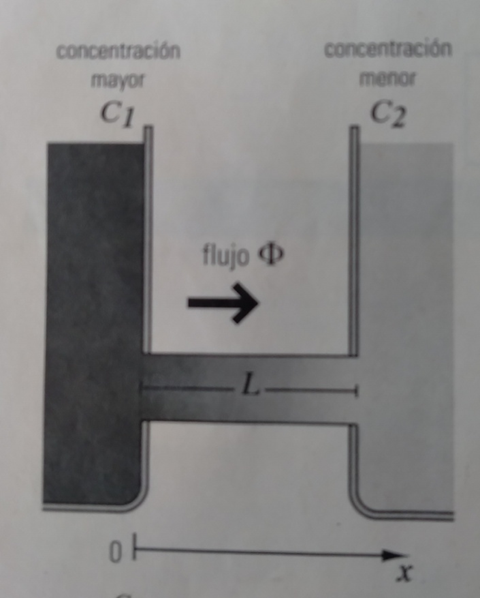 concentración
mayor
C1
concentración
menor
C2
flujo Φ
L
0
x